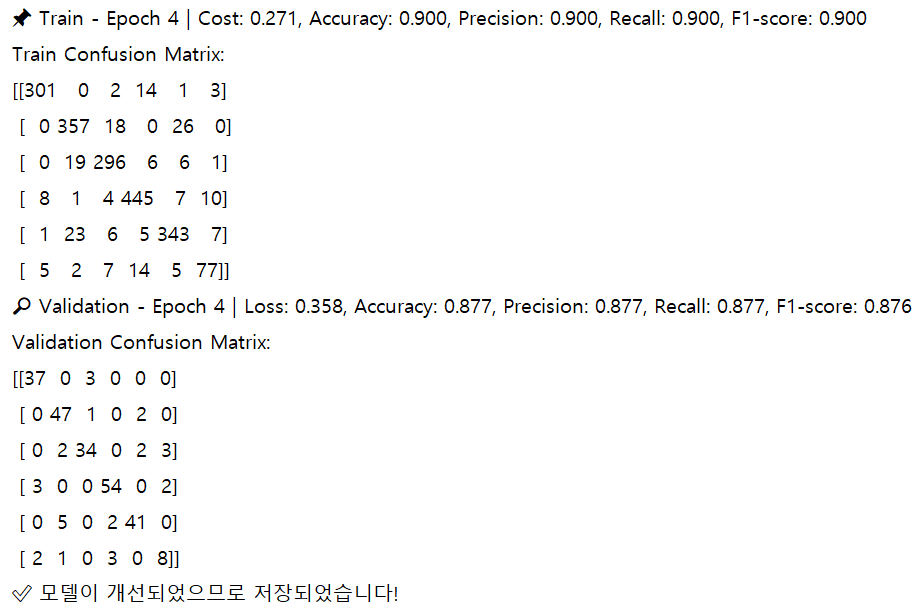 📌 Train - Epoch 4 | Cost: 0.271, Accuracy: 0.900, Precision: 0.900, Recall: 0.900, F1-score: 0.900
Train Confusion Matrix:
[[301 0 2 14 1 3]
[ 0 357 18 0 26 0]
[ 0 19 296 6 6 1]
[ 8 1 4 445 7 10]
[ 1 23 6 5 343 7]
[ 5 2 7 14 5 77]]
🔎 Validation - Epoch 4 | Loss: 0.358, Accuracy: 0.877, Precision: 0.877, Recall: 0.877, F1-score: 0.876
Validation Confusion Matrix:
[[37 0 3 0 0 0]
[ 0 47 1 0 2 0]
[ 0 2 34 0 2 3]
[ 3 0 0 54 0 2]
[ 0 5 0 2 41 0]
[ 2 1 0 3 0 8]]
✅ 모델이 개선되었으므로 저장되었습니다!